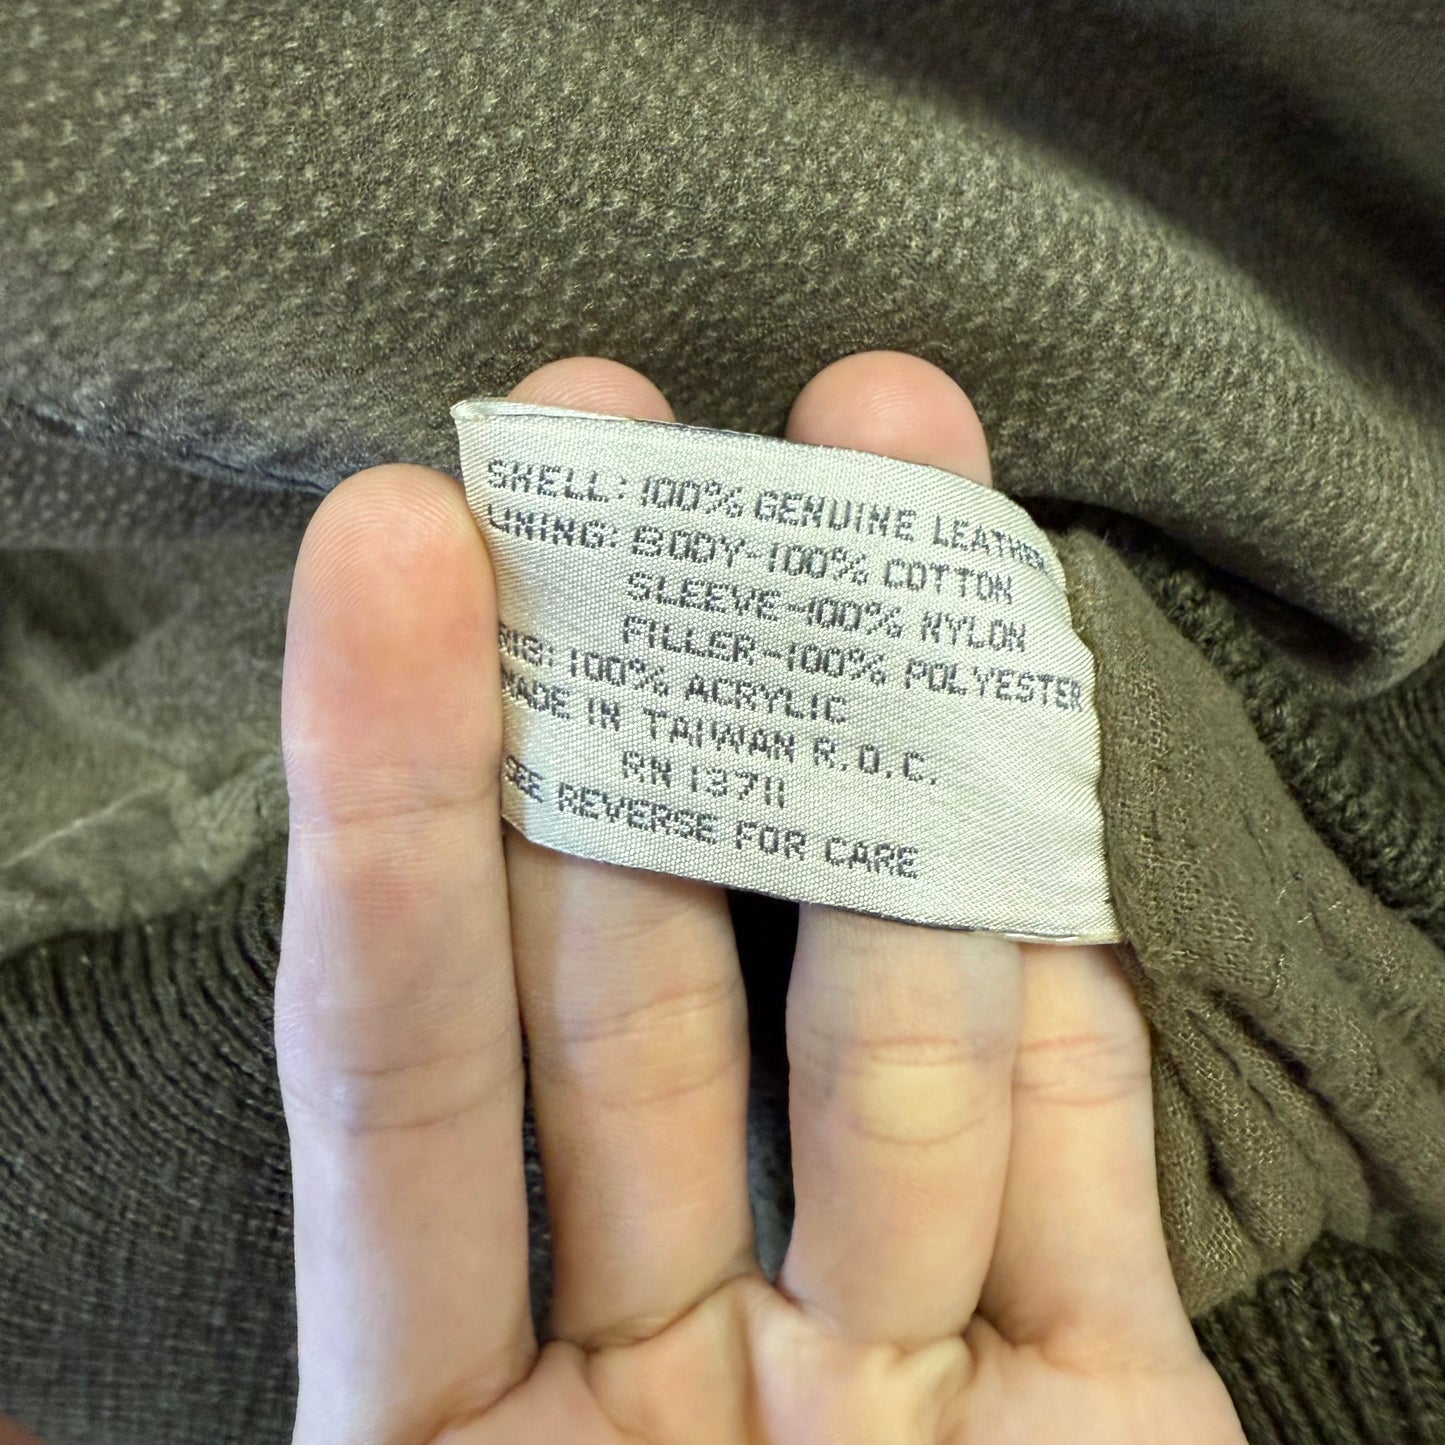 SHELL: 100% GENUINE LEATHER
LINING: BODY-100% COTTON
SLEEVE-100% NYLON
FILLER-100% POLYESTER
RIB: 100% ACRYLIC
MADE IN TAIWAN R.O.C.
RN 13711
SEE REVERSE FOR CARE